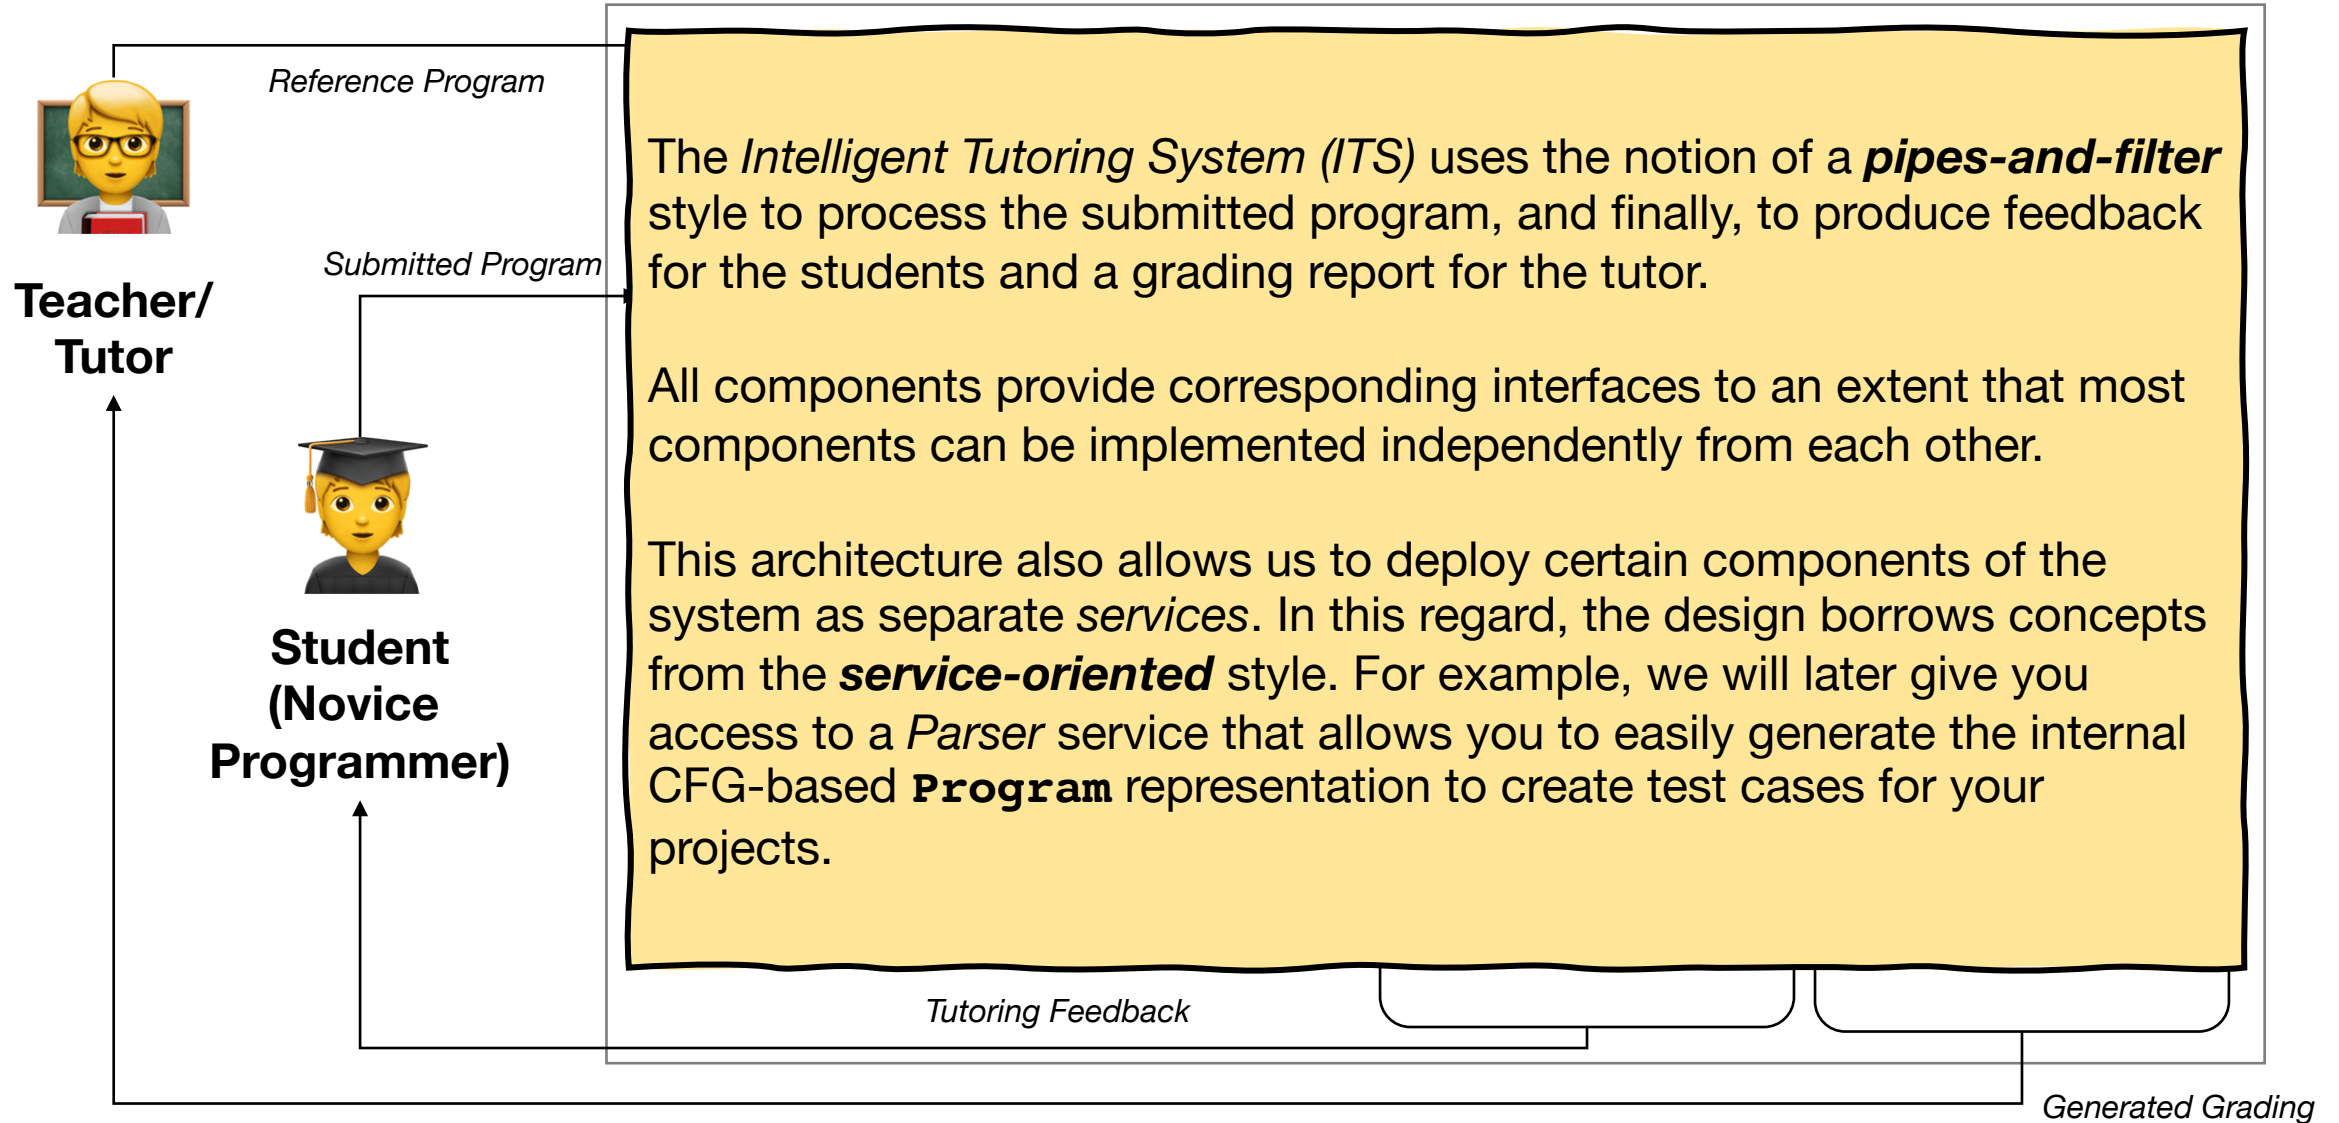 Reference Program
The Intelligent Tutoring System (ITS) uses the notion of a pipes-and-filter
style to process the submitted program, and finally, to produce feedback
for the students and a grading report for the tutor.
Submitted Program
Teacher/
Tutor
All components provide corresponding interfaces to an extent that most
components can be implemented independently from each other.
This architecture also allows us to deploy certain components of the
system as separate services. In this regard, the design borrows concepts
from the service-oriented style. For example, we will later give you
access to a Parser service that allows you to easily generate the internal
CFG-based Program representation to create test cases for your
projects.
Student
(Novice
Programmer)
Tutoring Feedback
Generated Grading